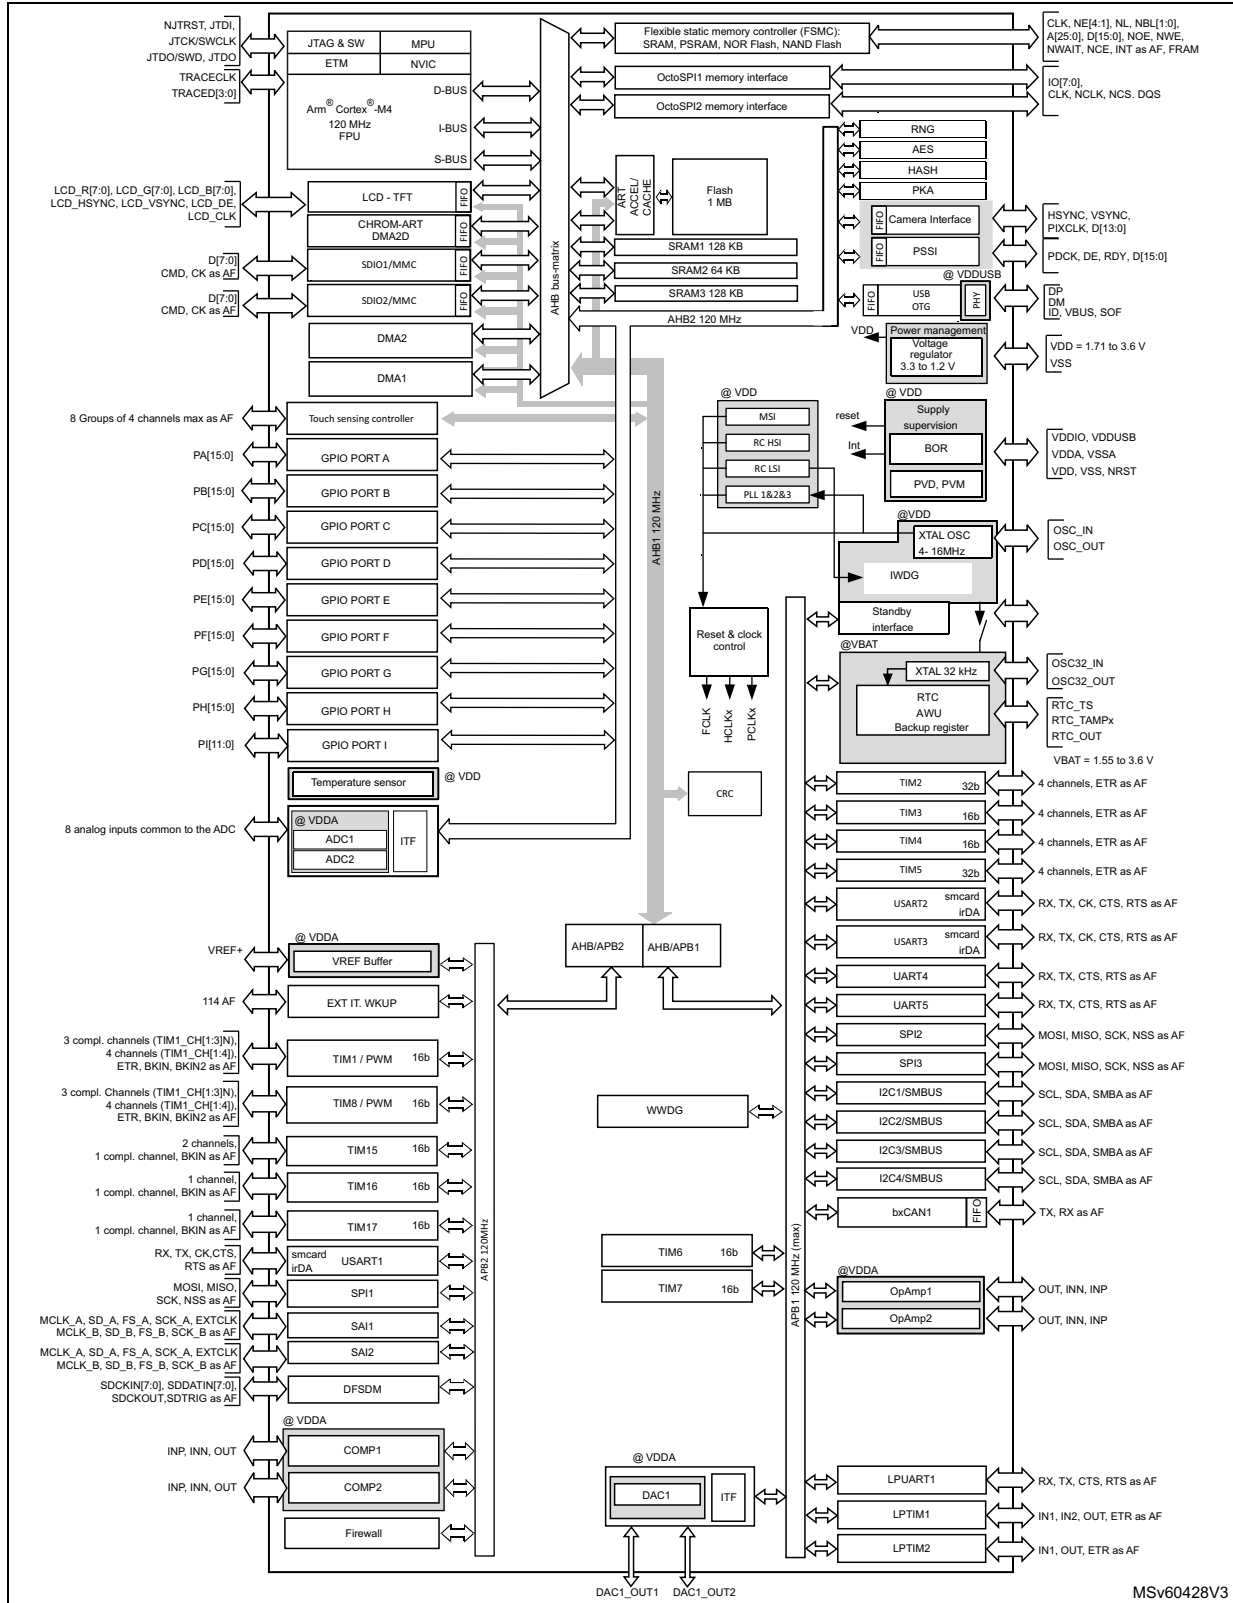 NJTRST, JTDI,
JTCK/SWCLK
JTDO/SWD, JTDO
TRACECLK
TRACED[3:0]
JTAG & SW
MPU
ETM
NVIC
Arm® Cortex®-M4
120 MHz
FPU
D-BUS
I-BUS
S-BUS
AHB bus-matrix
Flexible static memory controller (FSMC):
SRAM, PSRAM, NOR Flash, NAND Flash
CLK, NE[4:1], NL, NBL[1:0],
A[25:0], D[15:0], NOE, NWE,
NWAIT, NCE, INT as AF, FRAM
OctoSPI1 memory interface
OctoSPI2 memory interface
IO[7:0],
CLK, NCLK, NCS. DQS
RNG
AES
HASH
PKA
FIFO
Camera Interface
HSYNC, VSYNC,
PIXCLK, D[13:0]
FIFO
PSSI
PDCK, DE, RDY, D[15:0]
@ VDDUSB
FIFO
USB
OTG
PHY
DP
DM
ID, VBUS, SOF
ART
ACCEL/
CACHE
Flash
1 MB
SRAM1 128 KB
SRAM2 64 KB
SRAM3 128 KB
AHB2 120 MHz
LCD_R[7:0], LCD_G[7:0], LCD_B[7:0],
LCD_HSYNC, LCD_VSYNC, LCD_DE,
LCD_CLK
LCD - TFT
FIFO
CHROM-ART
DMA2D
FIFO
D[7:0]
CMD, CK as AF
SDIO1/MMC
FIFO
D[7:0]
CMD, CK as AF
SDIO2/MMC
FIFO
DMA2
DMA1
VDD
Power management
Voltage
regulator
3.3 to 1.2 V
VDD = 1.71 to 3.6 V
VSS
@ VDD
MSI
RC HSI
RC LSI
PLL 1&2&3
@ VDD
reset
Int
Supply
supervision
BOR
PVD, PVM
VDDIO, VDDUSB
VDDA, VSSA
VDD, VSS, NRST
@VDD
XTAL OSC
4- 16MHz
IWDG
OSC_IN
OSC_OUT
Standby
interface
@VBAT
XTAL 32 kHz
RTC
AWU
Backup register
OSC32_IN
OSC32_OUT
RTC_TS
RTC_TAMPx
RTC_OUT
VBAT = 1.55 to 3.6 V
Reset & clock
control
FCLK
HCLKx
PCLKx
AHB1 120 MHz
CRC
8 Groups of 4 channels max as AF
Touch sensing controller
PA[15:0]
GPIO PORT A
PB[15:0]
GPIO PORT B
PC[15:0]
GPIO PORT C
PD[15:0]
GPIO PORT D
PE[15:0]
GPIO PORT E
PF[15:0]
GPIO PORT F
PG[15:0]
GPIO PORT G
PH[15:0]
GPIO PORT H
PI[11:0]
GPIO PORT I
Temperature sensor
@ VDD
8 analog inputs common to the ADC
@ VDDA
ADC1
ADC2
ITF
AHB/APB2
AHB/APB1
VREF+
@ VDDA
VREF Buffer
114 AF
EXT IT. WKUP
3 compl. channels (TIM1_CH[1:3]N),
4 channels (TIM1_CH[1:4]),
ETR, BKIN, BKIN2 as AF
TIM1 / PWM
16b
3 compl. Channels (TIM1_CH[1:3]N),
4 channels (TIM1_CH[1:4]),
ETR, BKIN, BKIN2 as AF
TIM8 / PWM
16b
2 channels,
1 compl. channel, BKIN as AF
TIM15
16b
1 channel,
1 compl. channel, BKIN as AF
TIM16
16b
1 channel,
1 compl. channel, BKIN as AF
TIM17
16b
RX, TX, CK,CTS,
RTS as AF
smcard
irDA
USART1
MOSI, MISO,
SCK, NSS as AF
SPI1
MCLK_A, SD_A, FS_A, SCK_A, EXTCLK
MCLK_B, SD_B, FS_B, SCK_B as AF
SAI1
MCLK_A, SD_A, FS_A, SCK_A, EXTCLK
MCLK_B, SD_B, FS_B, SCK_B as AF
SAI2
SDCKIN[7:0], SDDATIN[7:0],
SDCKOUT,SDTRIG as AF
DFSDM
@ VDDA
INP, INN, OUT
COMP1
INP, INN, OUT
COMP2
Firewall
APB2 120MHz
WWDG
TIM6
16b
TIM7
16b
@ VDDA
DAC1
ITF
DAC1_OUT1
DAC1_OUT2
APB1 120 MHz (max)
TIM2
32b
4 channels, ETR as AF
TIM3
16b
4 channels, ETR as AF
TIM4
16b
4 channels, ETR as AF
TIM5
32b
4 channels, ETR as AF
USART2
smcard
irDA
RX, TX, CK, CTS, RTS as AF
USART3
smcard
irDA
RX, TX, CK, CTS, RTS as AF
UART4
RX, TX, CTS, RTS as AF
UART5
RX, TX, CTS, RTS as AF
SPI2
MOSI, MISO, SCK, NSS as AF
SPI3
MOSI, MISO, SCK, NSS as AF
I2C1/SMBUS
SCL, SDA, SMBA as AF
I2C2/SMBUS
SCL, SDA, SMBA as AF
I2C3/SMBUS
SCL, SDA, SMBA as AF
I2C4/SMBUS
SCL, SDA, SMBA as AF
bxCAN1
FIFO
TX, RX as AF
@VDDA
OpAmp1
OUT, INN, INP
OpAmp2
OUT, INN, INP
LPUART1
RX, TX, CTS, RTS as AF
LPTIM1
IN1, IN2, OUT, ETR as AF
LPTIM2
IN1, OUT, ETR as AF
MSv60428V3